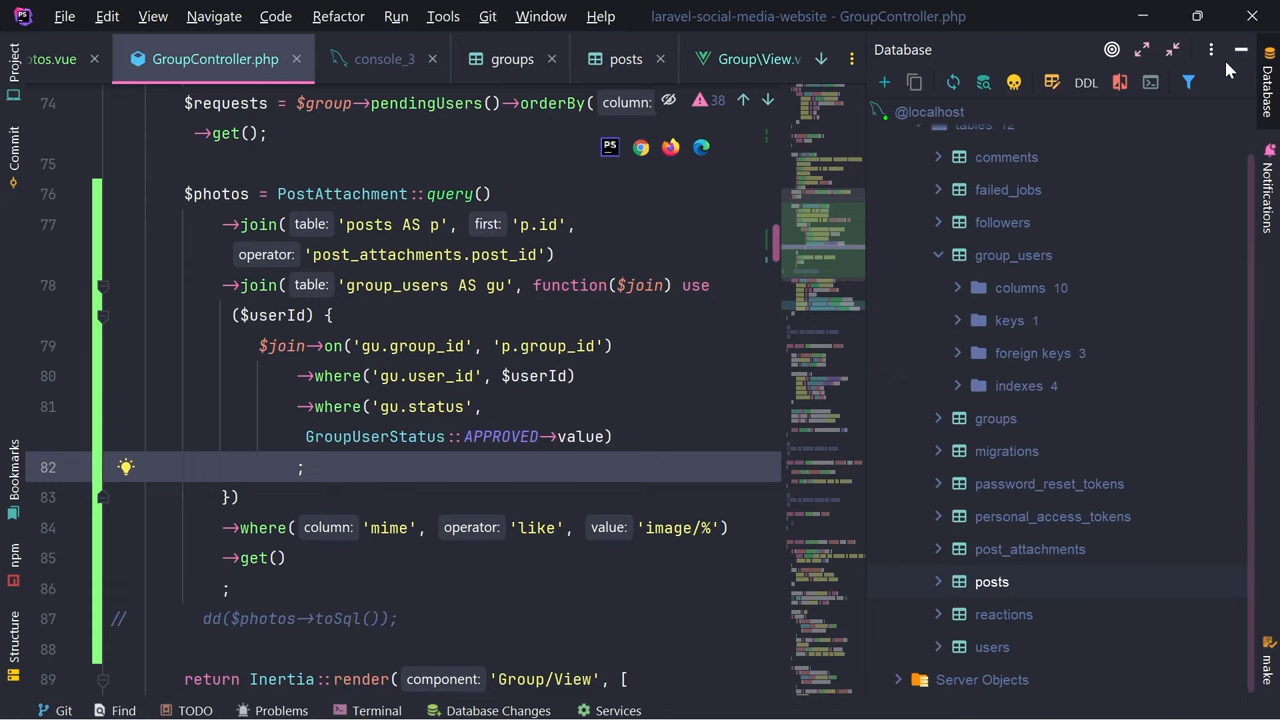 PS File Edit View Navigate Code Refactor Run Tools Git Window Help laravel-social-media-website - GroupController.php
otos.vue GroupController.php console_3 groups posts Group\View.v
Database
DDL
@localhost
tables 12
comments
failed_jobs
followers
group_users
columns 10
keys 1
foreign keys 3
indexes 4
groups
migrations
password_reset_tokens
personal_access_tokens
post_attachments
posts
reactions
users
Server Objects
74 $requests = $group→pendingUsers()→orderBy( column: 38
→get();
PS
75
76 $photos = PostAttachment::query()
77 →join( table: 'posts AS p', first: 'p.id',
operator: 'post_attachments.post_id')
78 →join( table: 'group_users AS gu', function($join) use
($userId) {
79 $join→on('gu.group_id', 'p.group_id')
80 →where('gu.user_id', $userId)
81 →where('gu.status',
GroupUserStatus::APPROVED→value)
82 ;
83 })
84 →where( column: 'mime', operator: 'like', value: 'image/%')
85 →get()
86 ;
87 // dd($photos→toSql());
88
89 return Inertia::render( component: 'Group/View', [
Project
Commit
Bookmarks
npm
Structure
Database
Notifications
make
Git Find TODO Problems Terminal Database Changes Services